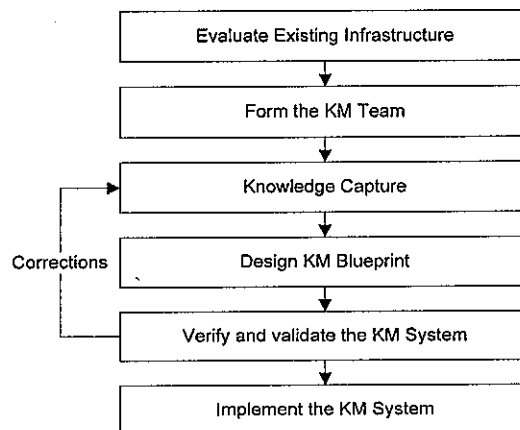 Evaluate Existing Infrastructure
Form the KM Team
Knowledge Capture
Corrections
Design KM Blueprint
Verify and validate the KM System
Implement the KM System